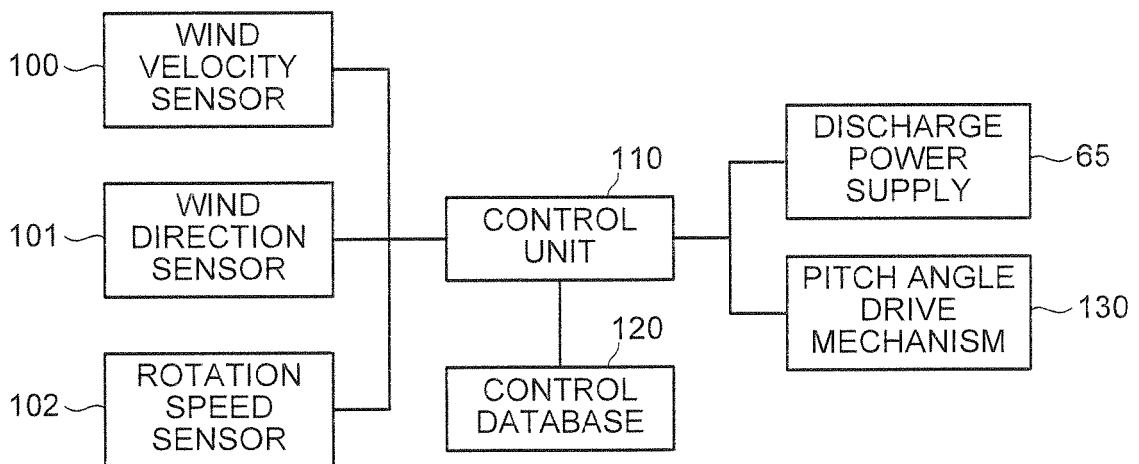 100
WIND
VELOCITY
SENSOR
101
WIND
DIRECTION
SENSOR
102
ROTATION
SPEED
SENSOR
110
CONTROL
UNIT
120
CONTROL
DATABASE
DISCHARGE
POWER
SUPPLY
65
PITCH ANGLE
DRIVE
MECHANISM
130